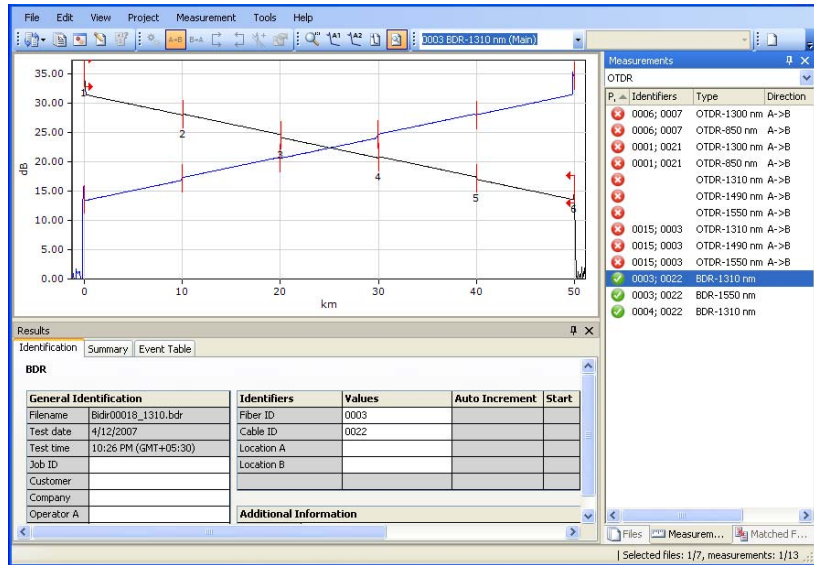 File Edit View Project Measurement Tools Help
A→B B→A A1 A2 0003 BDR-1310 nm (Main)
35.00
30.00
25.00
20.00
15.00
10.00
5.00
0.00
dB
1
2
3
4
5
6
0 10 20 30 40 50
km
Measurements
OTDR
P, Identifiers Type Direction
0006; 0007 OTDR-1300 nm A->B
0006; 0007 OTDR-850 nm A->B
0001; 0021 OTDR-1300 nm A->B
0001; 0021 OTDR-850 nm A->B
OTDR-1310 nm A->B
OTDR-1490 nm A->B
OTDR-1550 nm A->B
0015; 0003 OTDR-1310 nm A->B
0015; 0003 OTDR-1490 nm A->B
0015; 0003 OTDR-1550 nm A->B
0003; 0022 BDR-1310 nm
0003; 0022 BDR-1550 nm
0004; 0022 BDR-1310 nm
Files Measurem... Matched F...
Results
Identification Summary Event Table
BDR
General Identification
Filename Bidir00018_1310.bdr
Test date 4/12/2007
Test time 10:26 PM (GMT+05:30)
Job ID
Customer
Company
Operator A
Identifiers Values Auto Increment Start
Fiber ID 0003
Cable ID 0022
Location A
Location B
Additional Information
Selected files: 1/7, measurements: 1/13